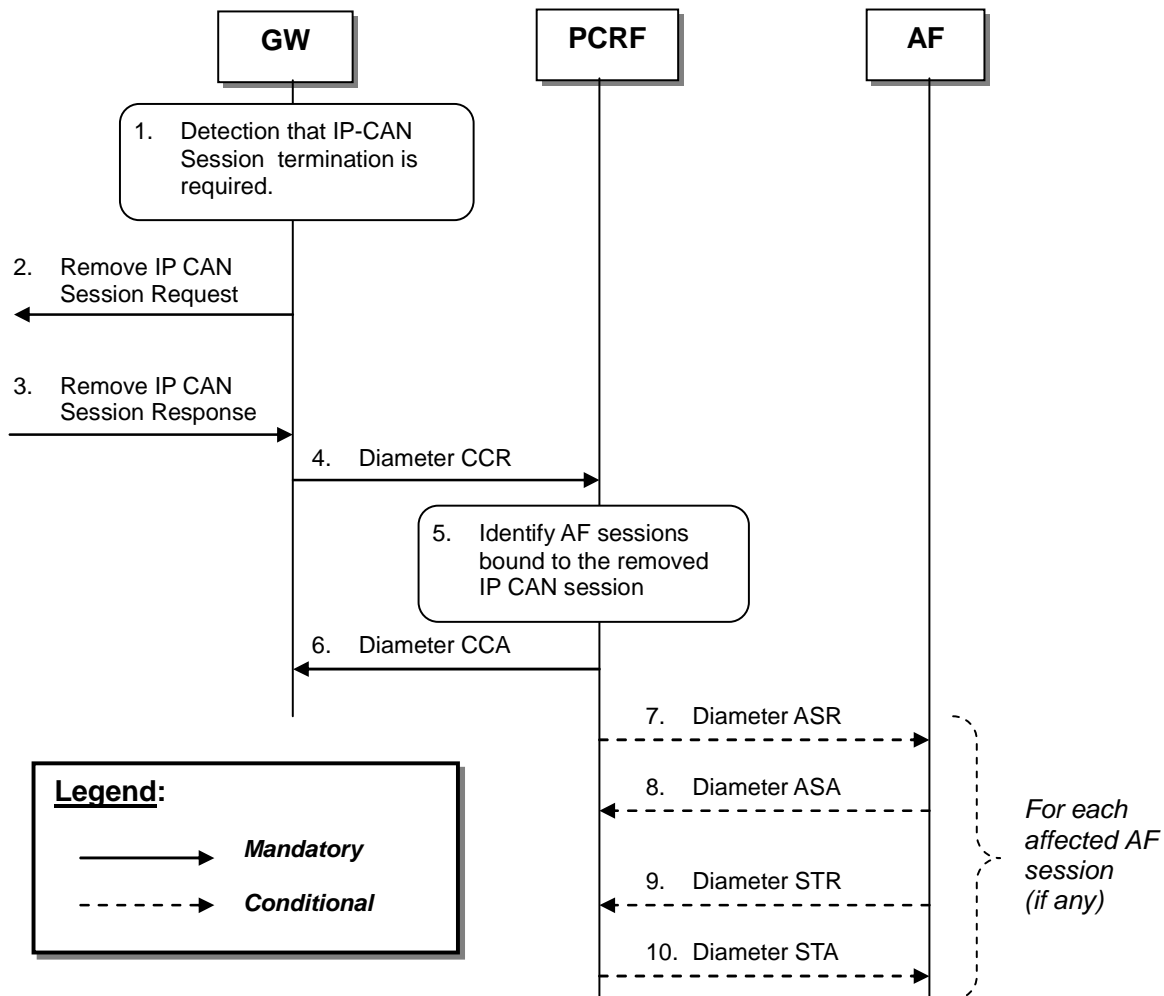 GW
PCRF
AF
1. Detection that IP-CAN
Session termination is
required.
2. Remove IP CAN
Session Request
3. Remove IP CAN
Session Response
4. Diameter CCR
5. Identify AF sessions
bound to the removed
IP CAN session
6. Diameter CCA
7. Diameter ASR
8. Diameter ASA
9. Diameter STR
10. Diameter STA
For each
affected AF
session
(if any)
Legend:
Mandatory
Conditional